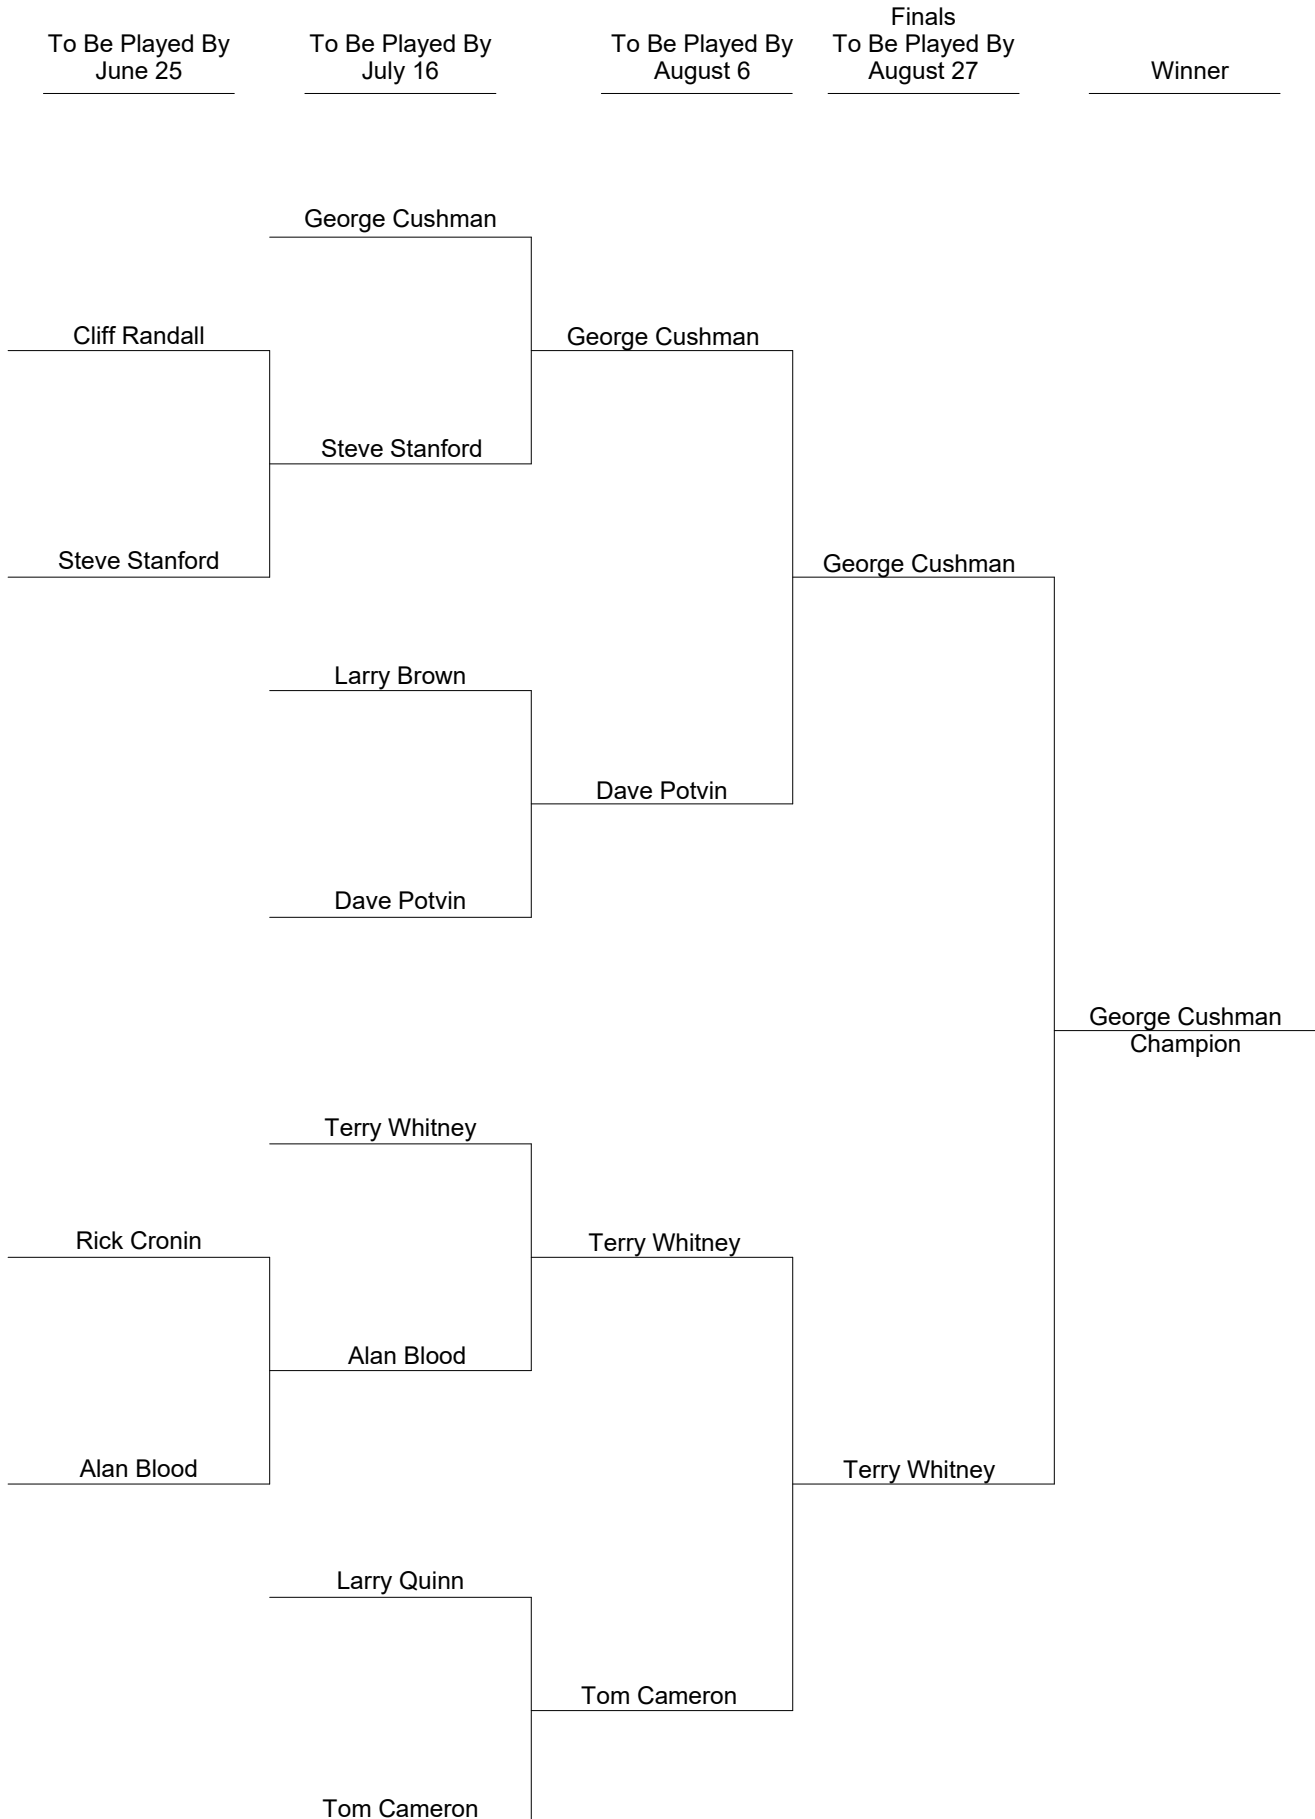 To Be Played By
June 25
To Be Played By
July 16
To Be Played By
August 6
Finals
To Be Played By
August 27
Winner
George Cushman
Cliff Randall
George Cushman
Steve Stanford
Steve Stanford
George Cushman
Larry Brown
Dave Potvin
Dave Potvin
George Cushman
Champion
Terry Whitney
Rick Cronin
Terry Whitney
Alan Blood
Alan Blood
Terry Whitney
Larry Quinn
Tom Cameron
Tom Cameron